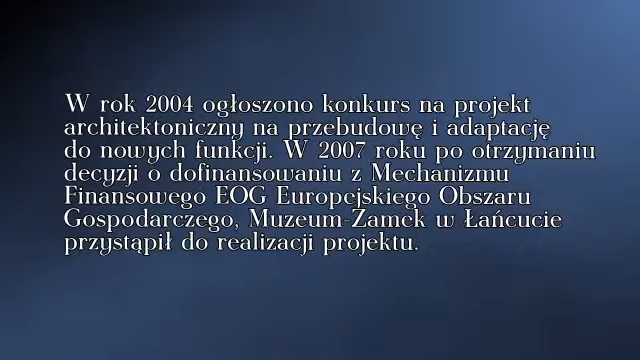 W rok 2004 ogłoszono konkurs na projekt
architektoniczny na przebudowę i adaptację
do nowych funkcji. W 2007 roku po otrzymaniu
decyzji o dofinansowaniu z Mechanizmu
Finansowego EOG Europejskiego Obszaru
Gospodarczego, Muzeum-Zamek w Łańcucie
przystąpił do realizacji projektu.